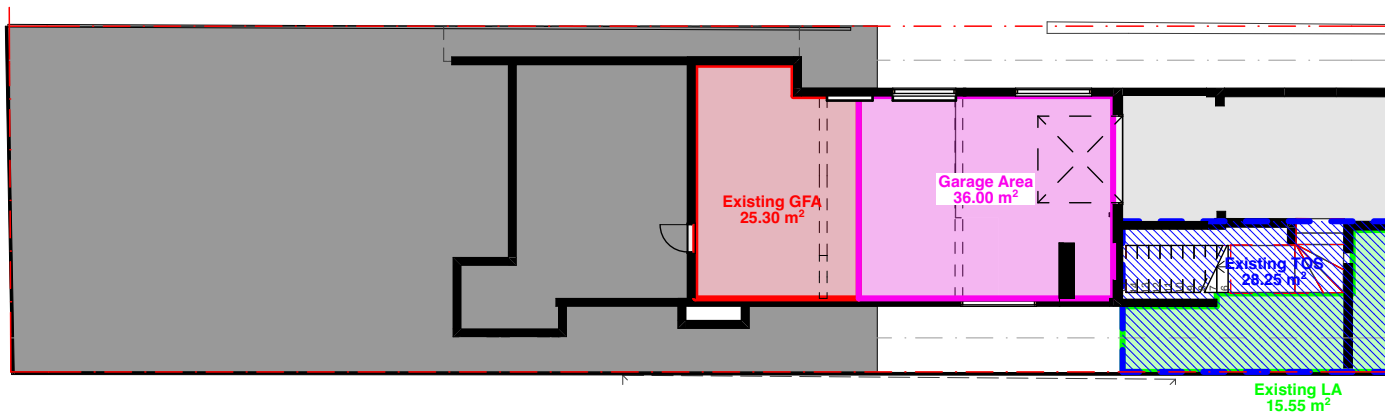 Existing GFA
25.30 m²
Garage Area
36.00 m²
Existing TOS
28.25 m²
Existing LA
15.55 m²